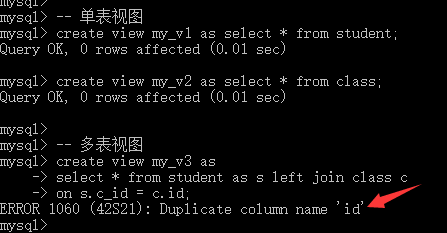 mysql>
mysql> -- 单表视图
mysql> create view my_v1 as select * from student;
Query OK, 0 rows affected (0.01 sec)
mysql> create view my_v2 as select * from class;
Query OK, 0 rows affected (0.01 sec)
mysql>
mysql> -- 多表视图
mysql> create view my_v3 as
-> select * from student as s left join class c
-> on s.c_id = c.id;
ERROR 1060 (42S21): Duplicate column name 'id'
mysql>